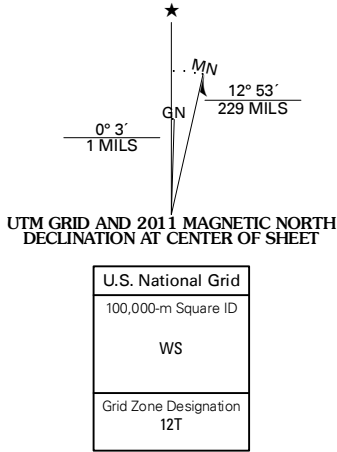 ★
MN
12° 53´
229 MILS
GN
0° 3´
1 MILS
UTM GRID AND 2011 MAGNETIC NORTH
DECLINATION AT CENTER OF SHEET
U.S. National Grid
100,000-m Square ID
WS
Grid Zone Designation
12T